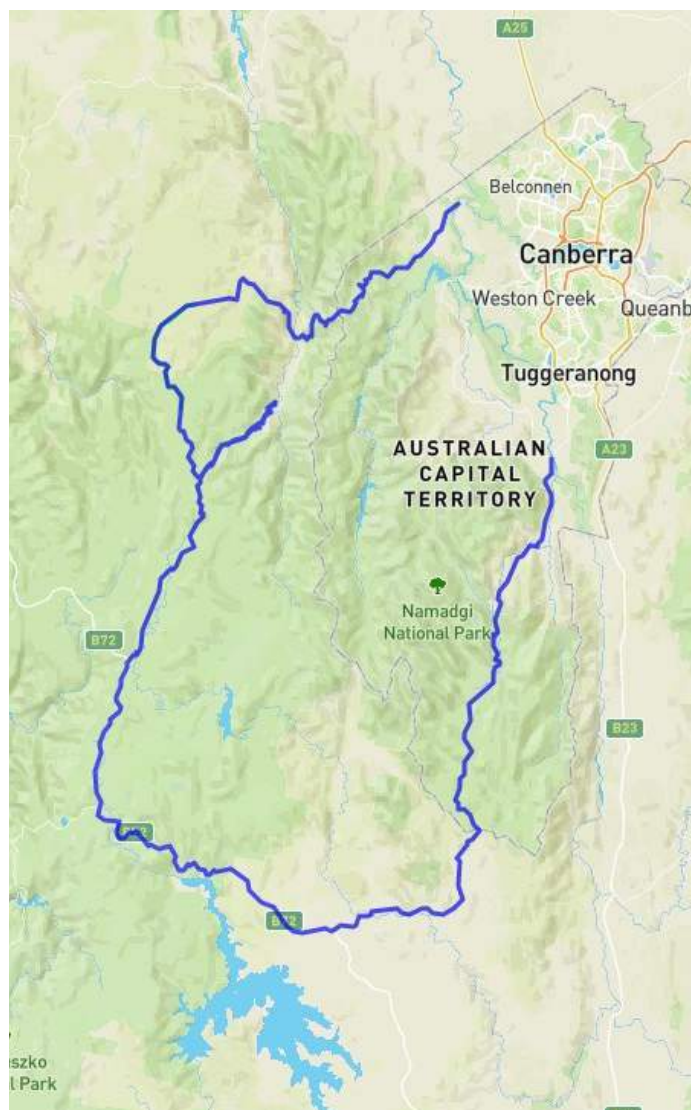 A25
Belconnen
Canberra
Weston Creek
Queanb
Tuggeranong
AUSTRALIAN
CAPITAL
TERRITORY
A23
Namadgi
National Park
B72
B23
B72
szko
l Park